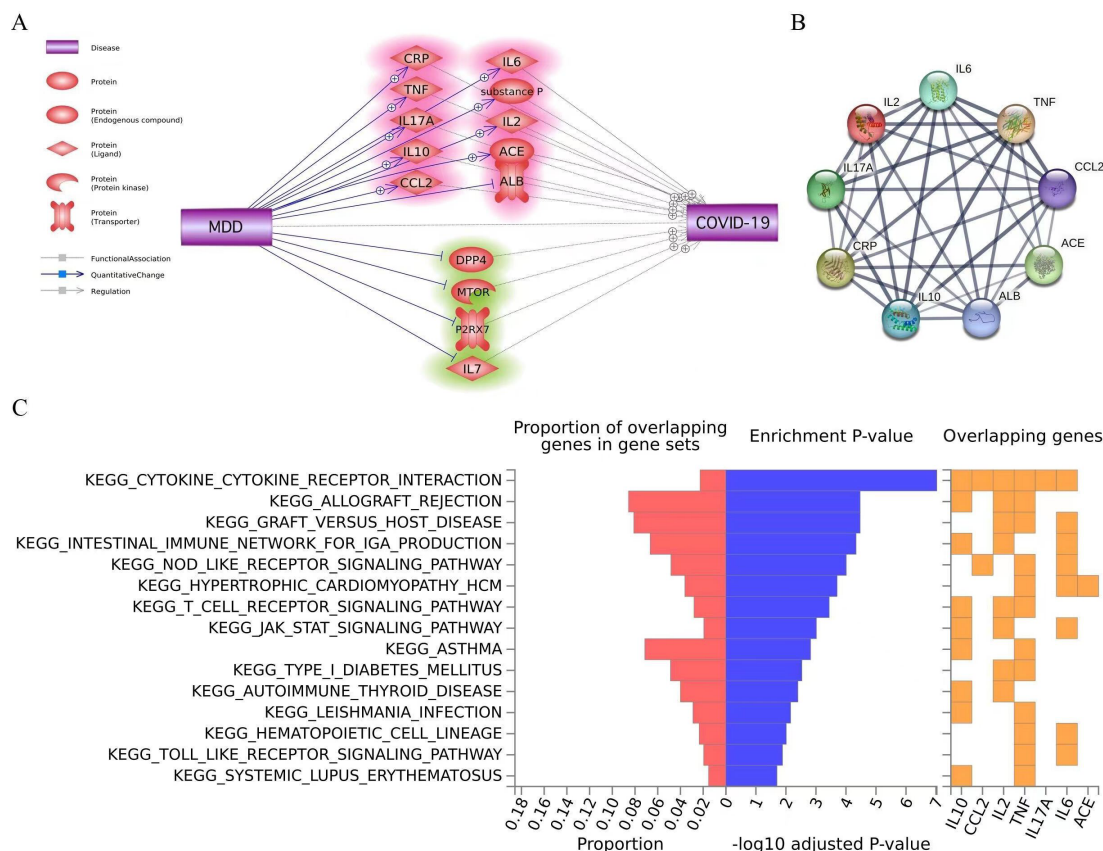 A
Disease
Protein
Protein
(Endogenous compound)
Protein
(Ligand)
Protein
(Protein kinase)
Protein
(Transporter)
FunctionalAssociation
QuantitativeChange
Regulation
MDD
CRP
TNF
IL17A
IL10
CCL2
IL6
substance P
IL2
ACE
ALB
DPP4
MTOR
P2RX7
IL7
COVID-19
B
IL6
IL2
TNF
IL17A
CCL2
CRP
ACE
IL10
ALB
C
Proportion of overlapping
genes in gene sets
Enrichment P-value
Overlapping genes
KEGG_CYTOKINE_CYTOKINE_RECEPTOR_INTERACTION
KEGG_ALLOGRAFT_REJECTION
KEGG_GRAFT_VERSUS_HOST_DISEASE
KEGG_INTESTINAL_IMMUNE_NETWORK_FOR_IGA_PRODUCTION
KEGG_NOD_LIKE_RECEPTOR_SIGNALING_PATHWAY
KEGG_HYPERTROPHIC_CARDIOMYOPATHY_HCM
KEGG_T_CELL_RECEPTOR_SIGNALING_PATHWAY
KEGG_JAK_STAT_SIGNALING_PATHWAY
KEGG_ASTHMA
KEGG_TYPE_I_DIABETES_MELLITUS
KEGG_AUTOIMMUNE_THYROID_DISEASE
KEGG_LEISHMANIA_INFECTION
KEGG_HEMATOPOIETIC_CELL_LINEAGE
KEGG_TOLL_LIKE_RECEPTOR_SIGNALING_PATHWAY
KEGG_SYSTEMIC_LUPUS_ERYTHEMATOSUS
0.18 0.16 0.14 0.12 0.10 0.08 0.06 0.04 0.02
1 2 3 4 5 6 7
IL10 CCL2 IL2 TNF IL17A IL6 ACE
Proportion
-log10 adjusted P-value